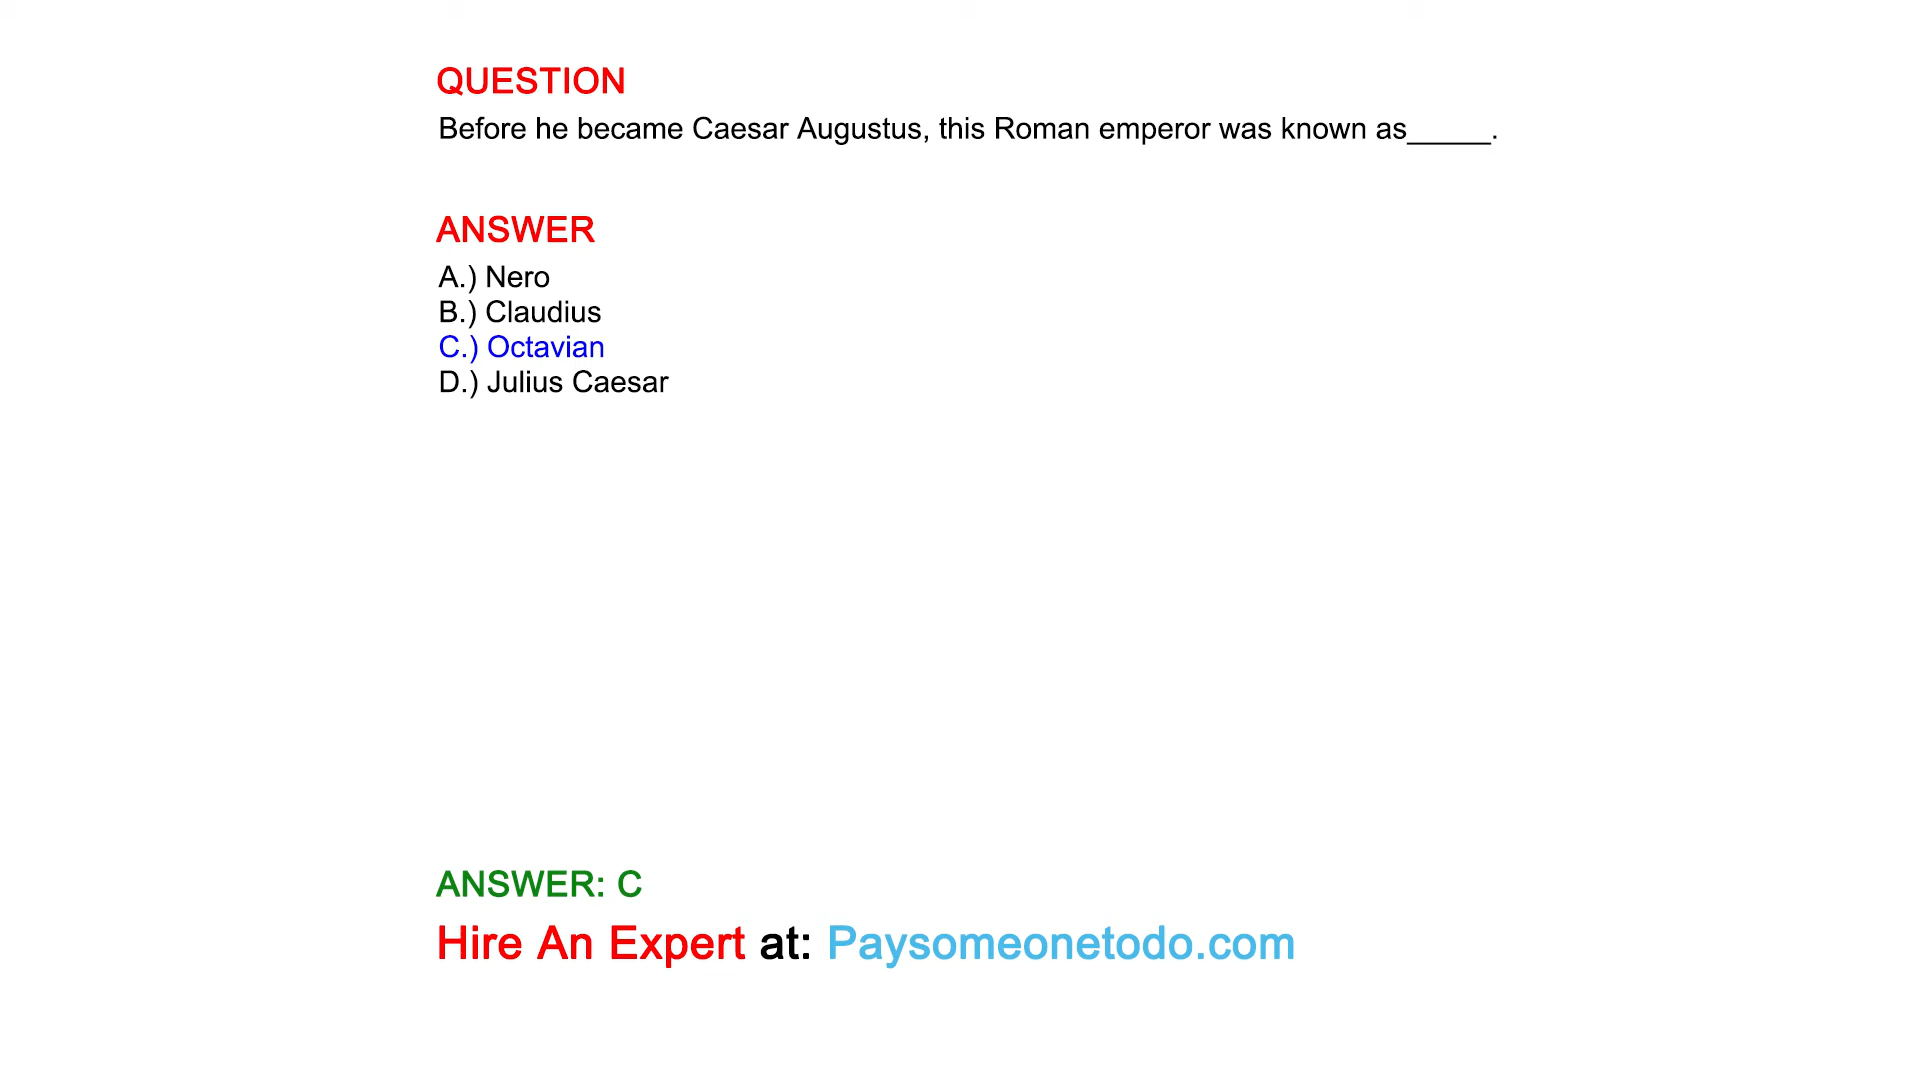 QUESTION
Before he became Caesar Augustus, this Roman emperor was known as_____.
ANSWER
A.) Nero
B.) Claudius
C.) Octavian
D.) Julius Caesar
ANSWER: C
Hire An Expert at: Paysomeonetodo.com